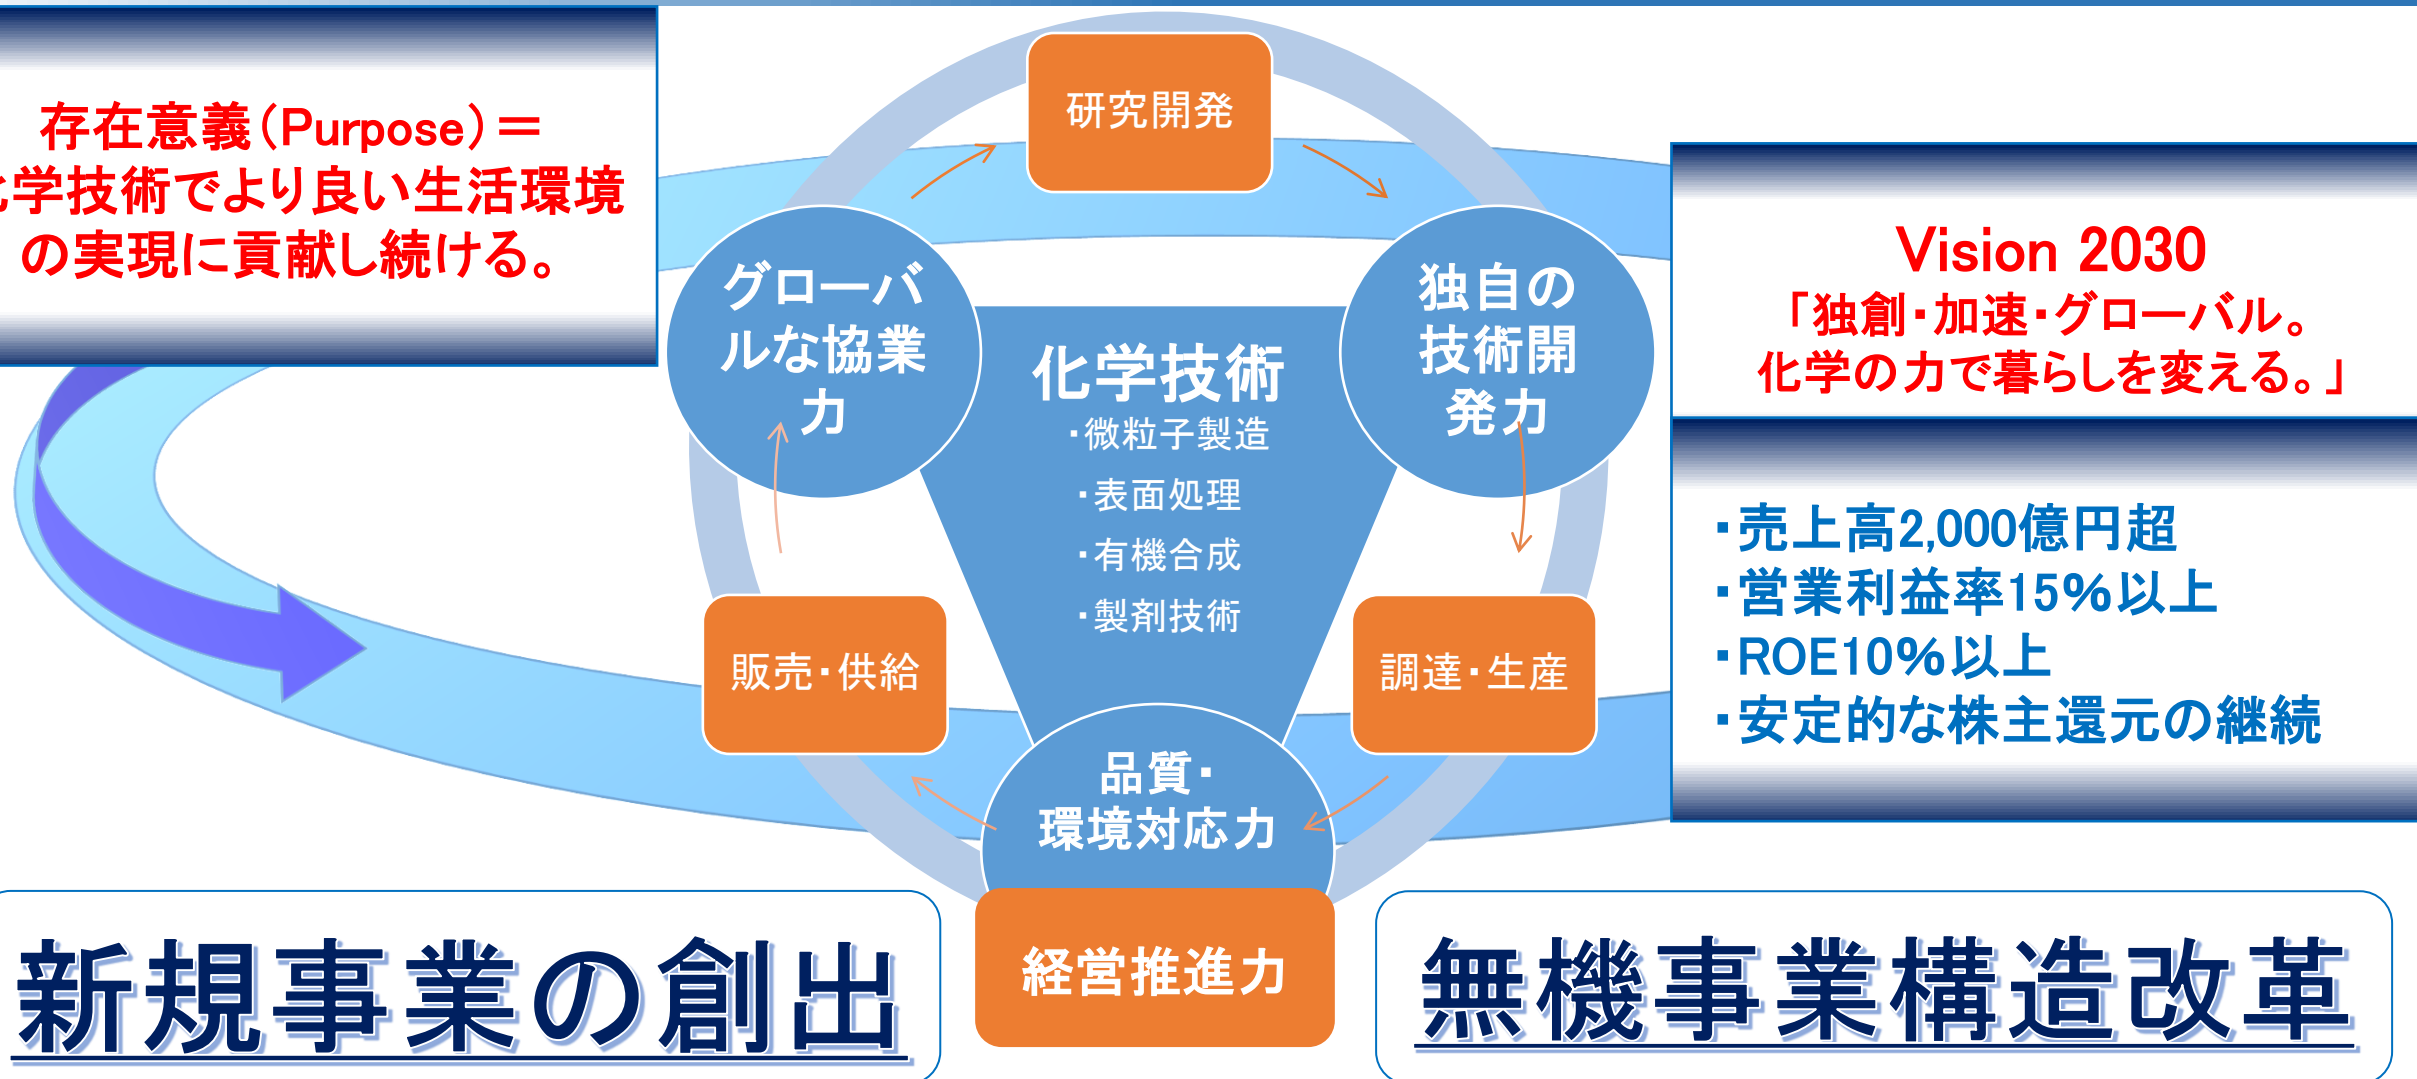 存在意義（Purpose）＝
化学技術でより良い生活環境
の実現に貢献し続ける。
研究開発
グローバ
ルな協業
力
独自の
技術開
発力
化学技術
・微粒子製造
・表面処理
・有機合成
・製剤技術
販売・供給
調達・生産
品質・
環境対応力
経営推進力
Vision 2030
「独創・加速・グローバル。
化学の力で暮らしを変える。」
・売上高2,000億円超
・営業利益率15％以上
・ROE10％以上
・安定的な株主還元の継続
新規事業の創出
無機事業構造改革